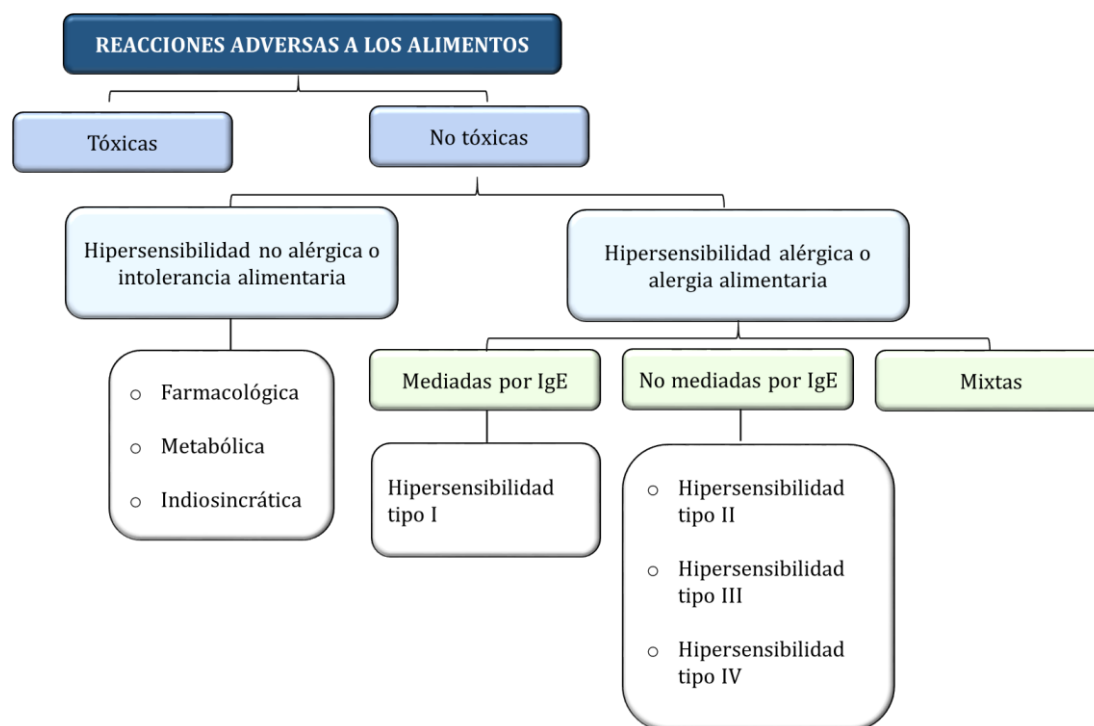 REACCIONES ADVERSAS A LOS ALIMENTOS
Tóxicas
No tóxicas
Hipersensibilidad no alérgica o
intolerancia alimentaria
Hipersensibilidad alérgica o
alergia alimentaria
o Farmacológica
o Metabólica
o Indiosincrática
Mediadas por IgE
No mediadas por IgE
Mixtas
Hipersensibilidad
tipo I
o Hipersensibilidad
tipo II
o Hipersensibilidad
tipo III
o Hipersensibilidad
tipo IV